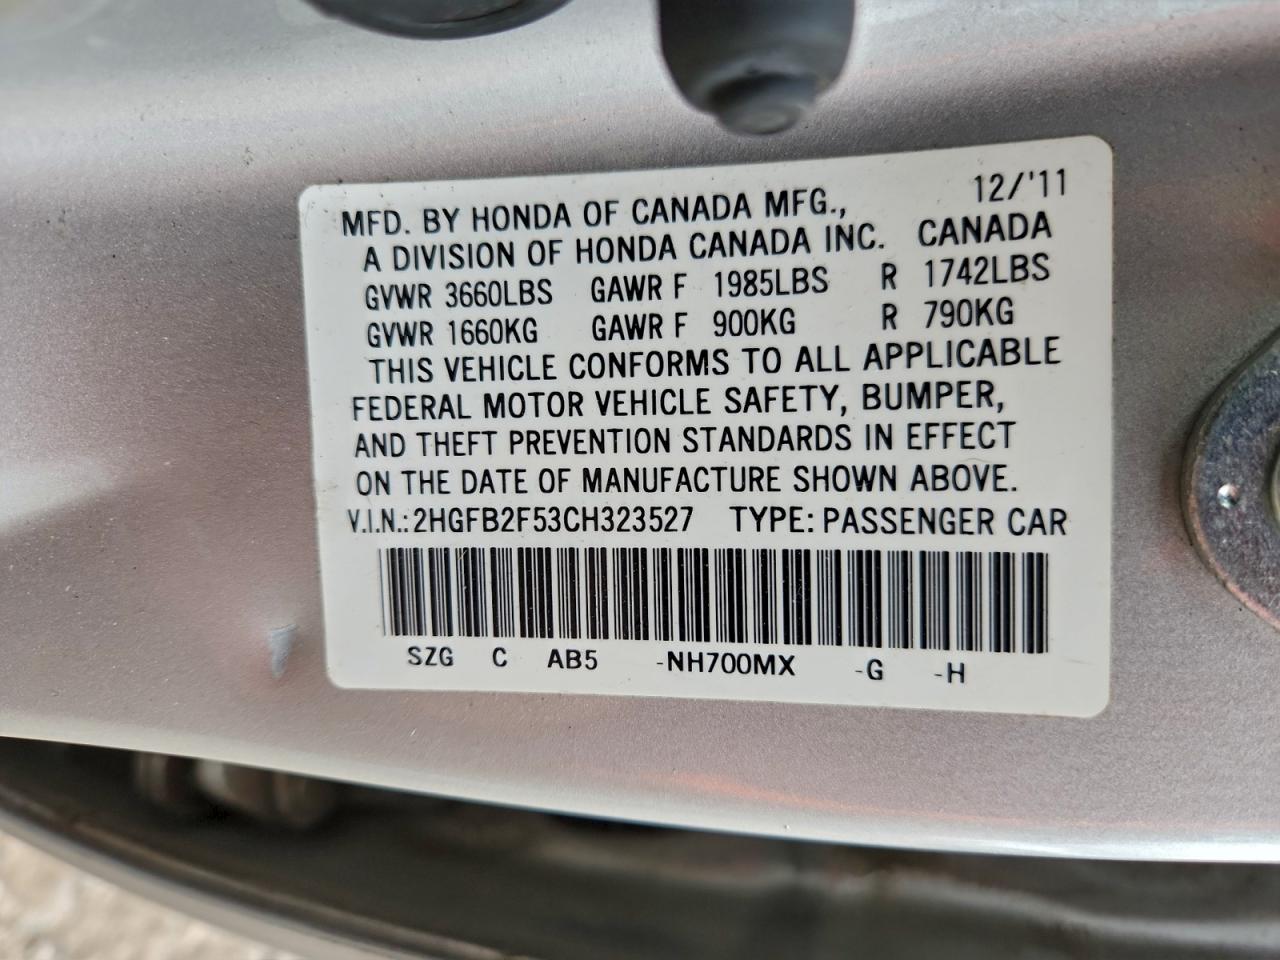 12/'11
MFD. BY HONDA OF CANADA MFG.,
A DIVISION OF HONDA CANADA INC. CANADA
GVWR 3660LBS GAWR F 1985LBS R 1742LBS
GVWR 1660KG GAWR F 900KG R 790KG
THIS VEHICLE CONFORMS TO ALL APPLICABLE
FEDERAL MOTOR VEHICLE SAFETY, BUMPER,
AND THEFT PREVENTION STANDARDS IN EFFECT
ON THE DATE OF MANUFACTURE SHOWN ABOVE.
V.I.N.: 2HGFB2F53CH323527 TYPE: PASSENGER CAR
SZG C AB5 -NH700MX -G -H